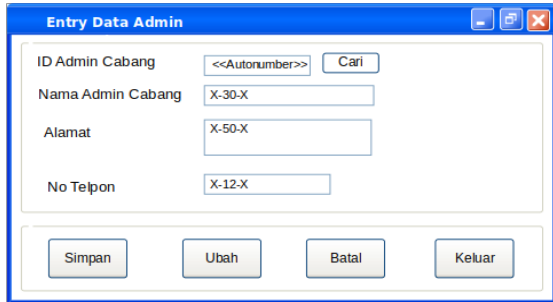 Entry Data Admin
ID Admin Cabang <<Autonumber>> Cari
Nama Admin Cabang X-30-X
Alamat X-50-X
No Telpon X-12-X
Simpan Ubah Batal Keluar